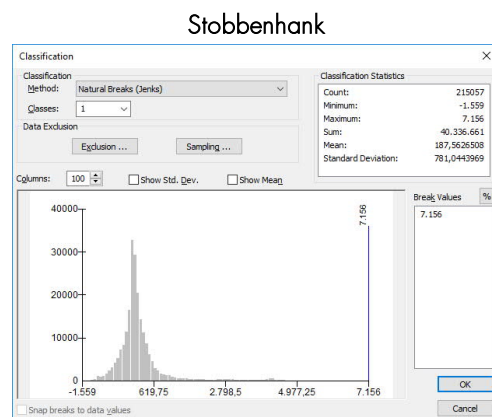 Stobbenhank
Classification
Classification
Method: Natural Breaks (Jenks)
Classes: 1
Data Exclusion
Exclusion ... Sampling ...
Classification Statistics
Count: 215057
Minimum: -1.559
Maximum: 7.156
Sum: 40.336.661
Mean: 187,5626508
Standard Deviation: 781,0443969
Columns: 100 Show Std. Dev. Show Mean
Break Values %
7.156
7.156
40000
30000
20000
10000
0
-1.559 619,75 2.798,5 4.977,25 7.156
Snap breaks to data values
OK
Cancel